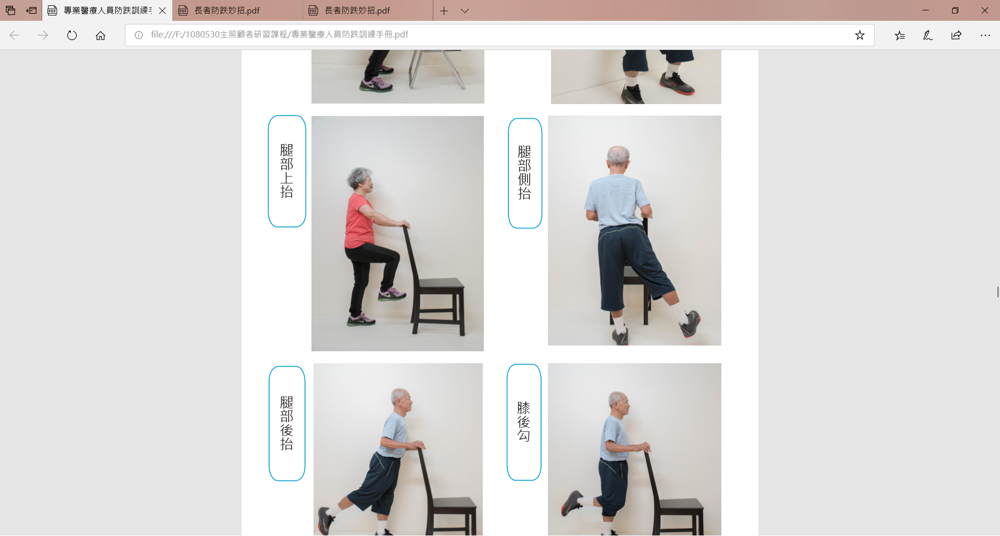 專業醫療人員防跌訓練手
長者防跌妙招.pdf
長者防跌妙招.pdf
file:///F:/1080530主照顧者研習課程/專業醫療人員防跌訓練手冊.pdf
腿部上抬
腿部側抬
腿部後抬
膝後勾